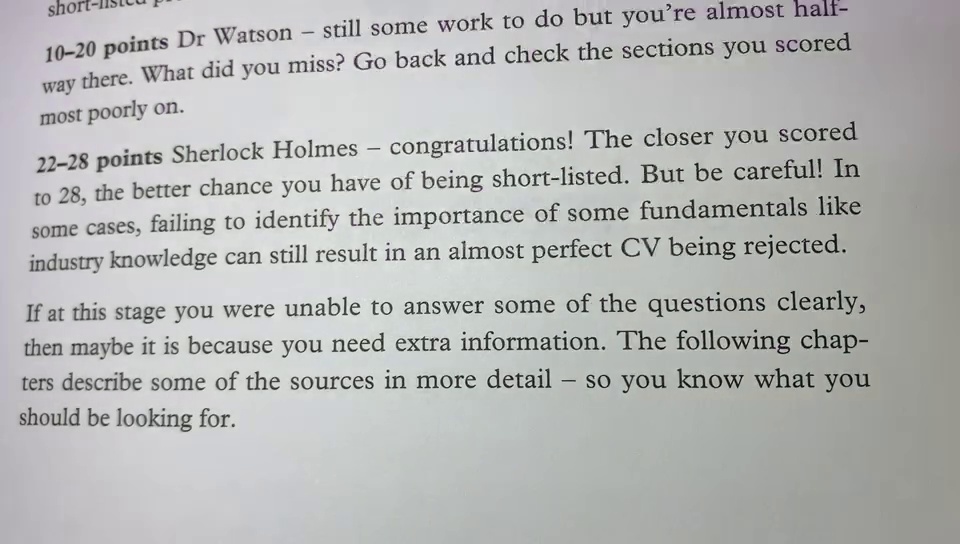 short-listed
10–20 points Dr Watson – still some work to do but you're almost half-
way there. What did you miss? Go back and check the sections you scored
most poorly on.
22–28 points Sherlock Holmes – congratulations! The closer you scored
to 28, the better chance you have of being short-listed. But be careful! In
some cases, failing to identify the importance of some fundamentals like
industry knowledge can still result in an almost perfect CV being rejected.
If at this stage you were unable to answer some of the questions clearly,
then maybe it is because you need extra information. The following chap-
ters describe some of the sources in more detail – so you know what you
should be looking for.